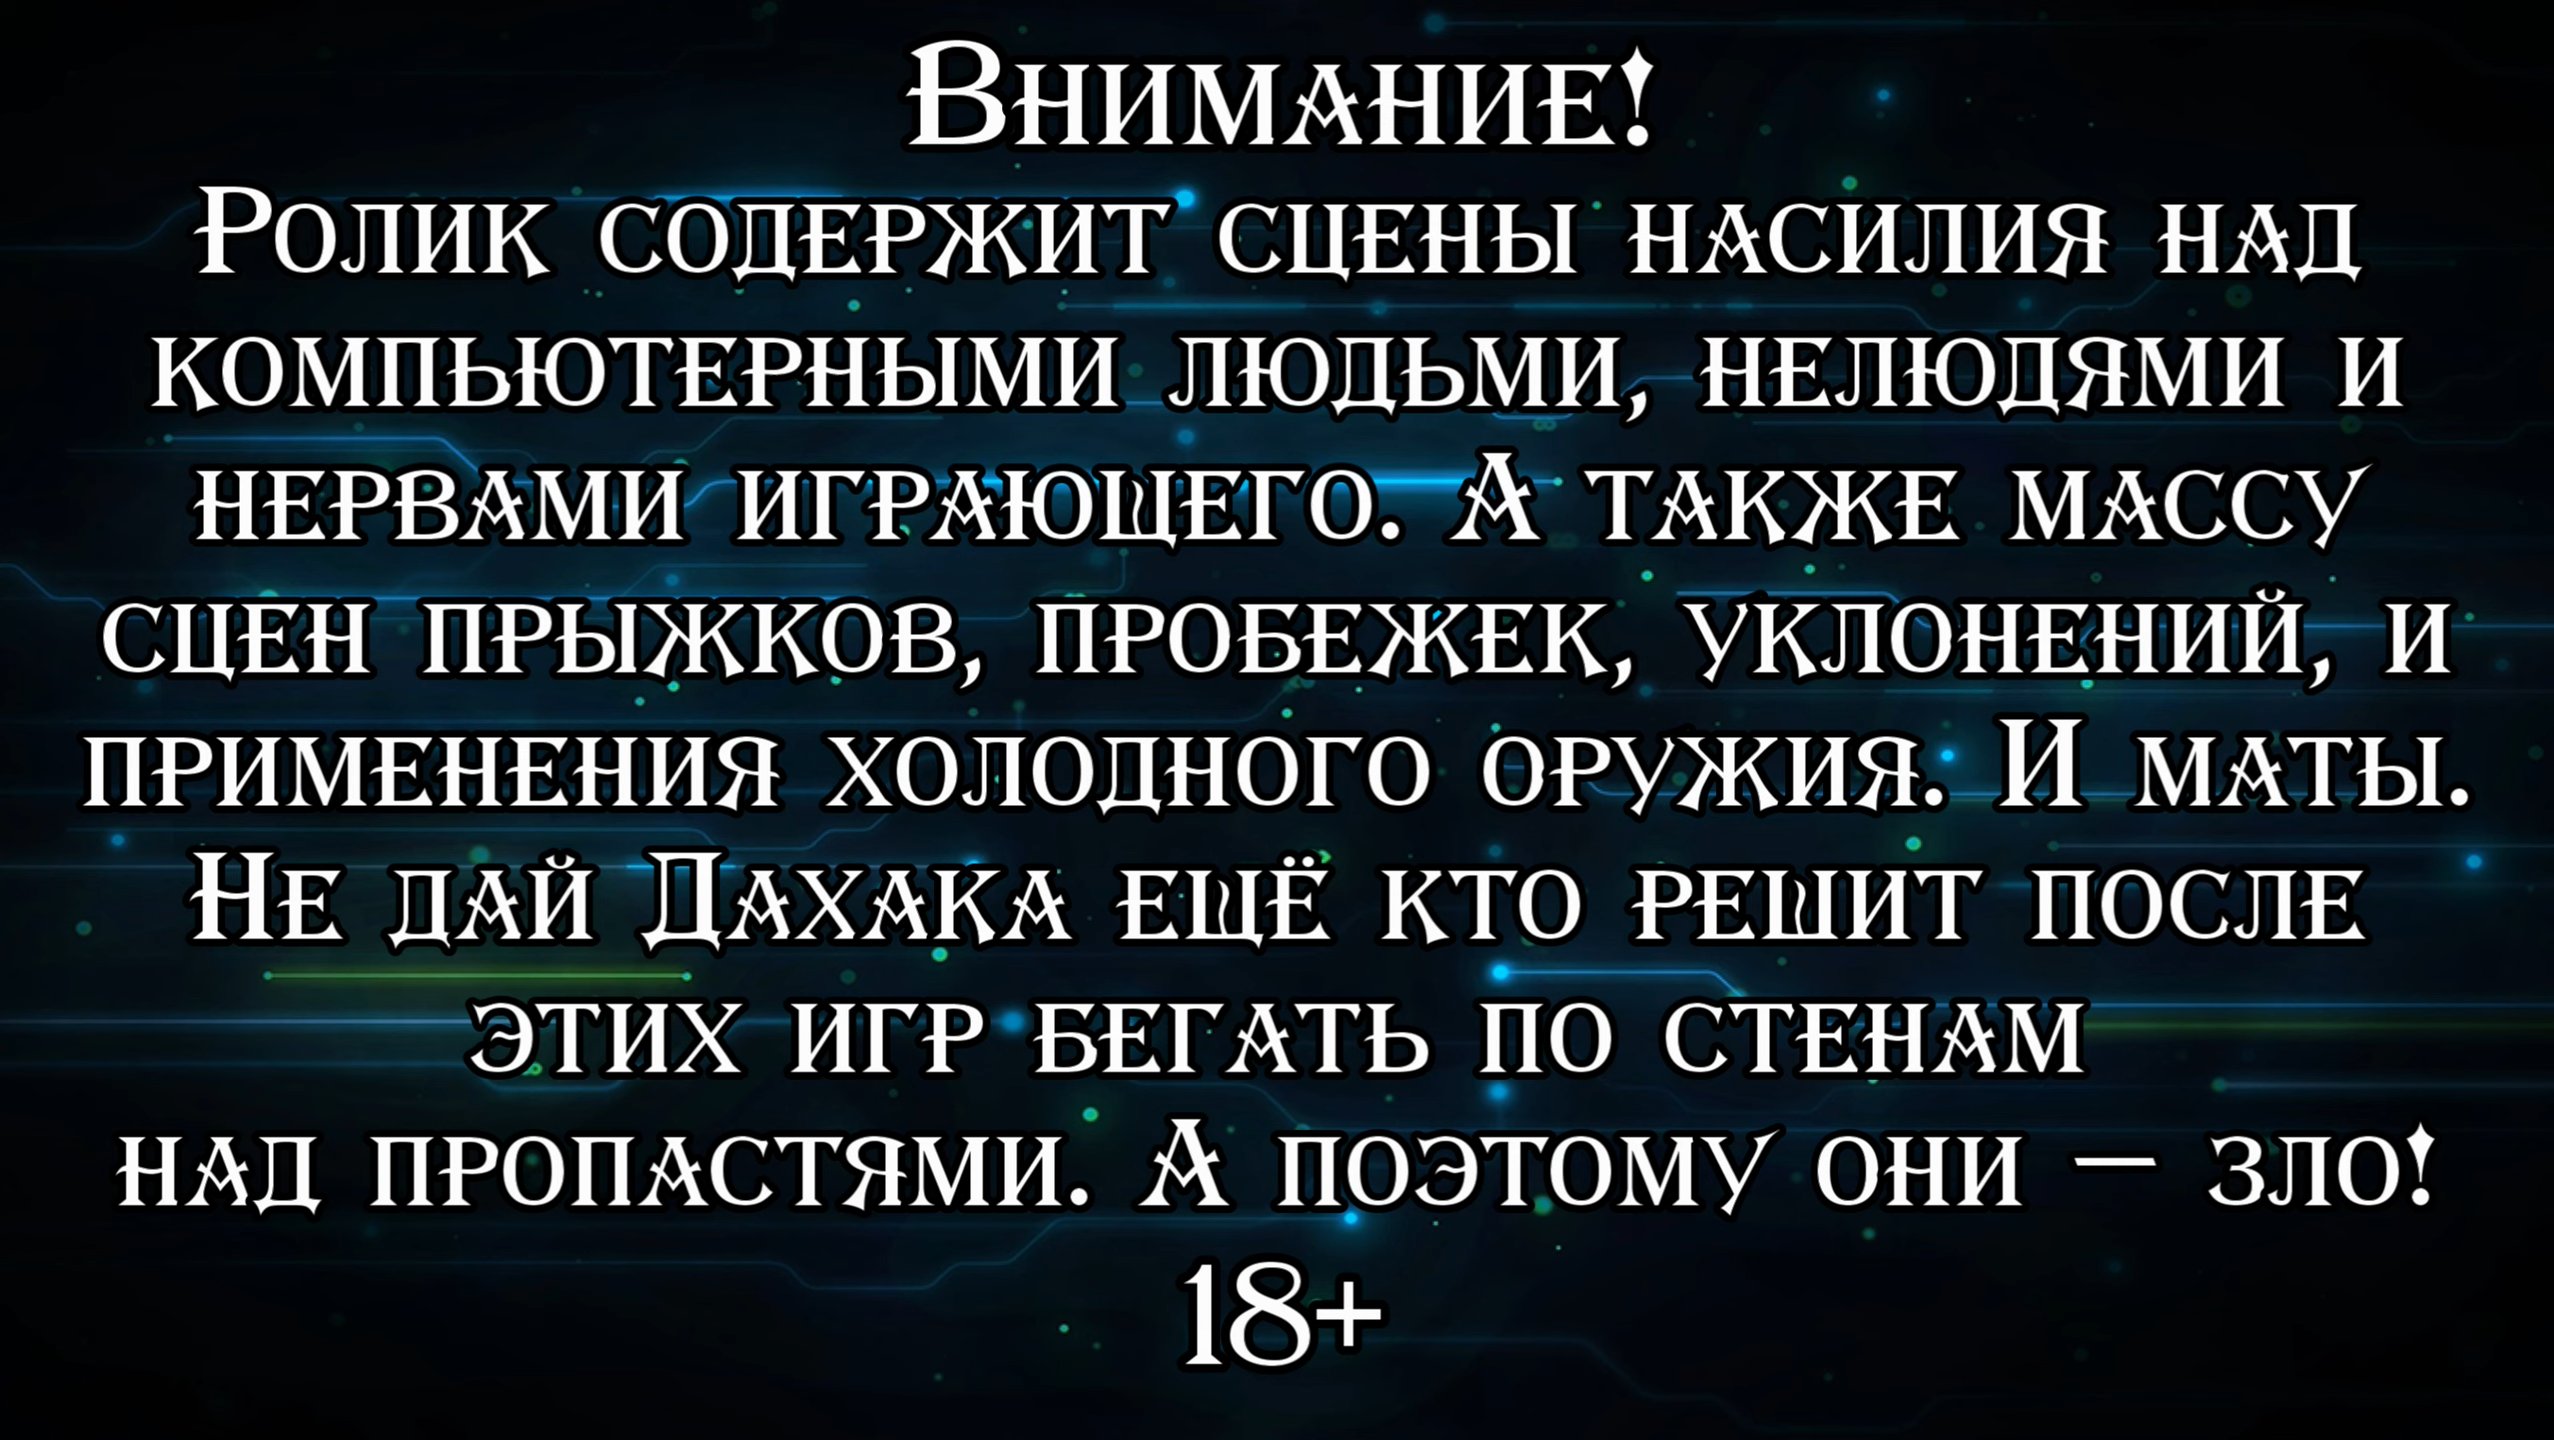 Внимание!
Ролик содержит сцены насилия над
компьютерными людьми, нелюдями и
нервами играющего. А также массу
сцен прыжков, пробежек, уклонений, и
применения холодного оружия. И маты.
Не дай Дахака ещё кто решит после
этих игр бегать по стенам
над пропастями. А поэтому они – зло!
18+